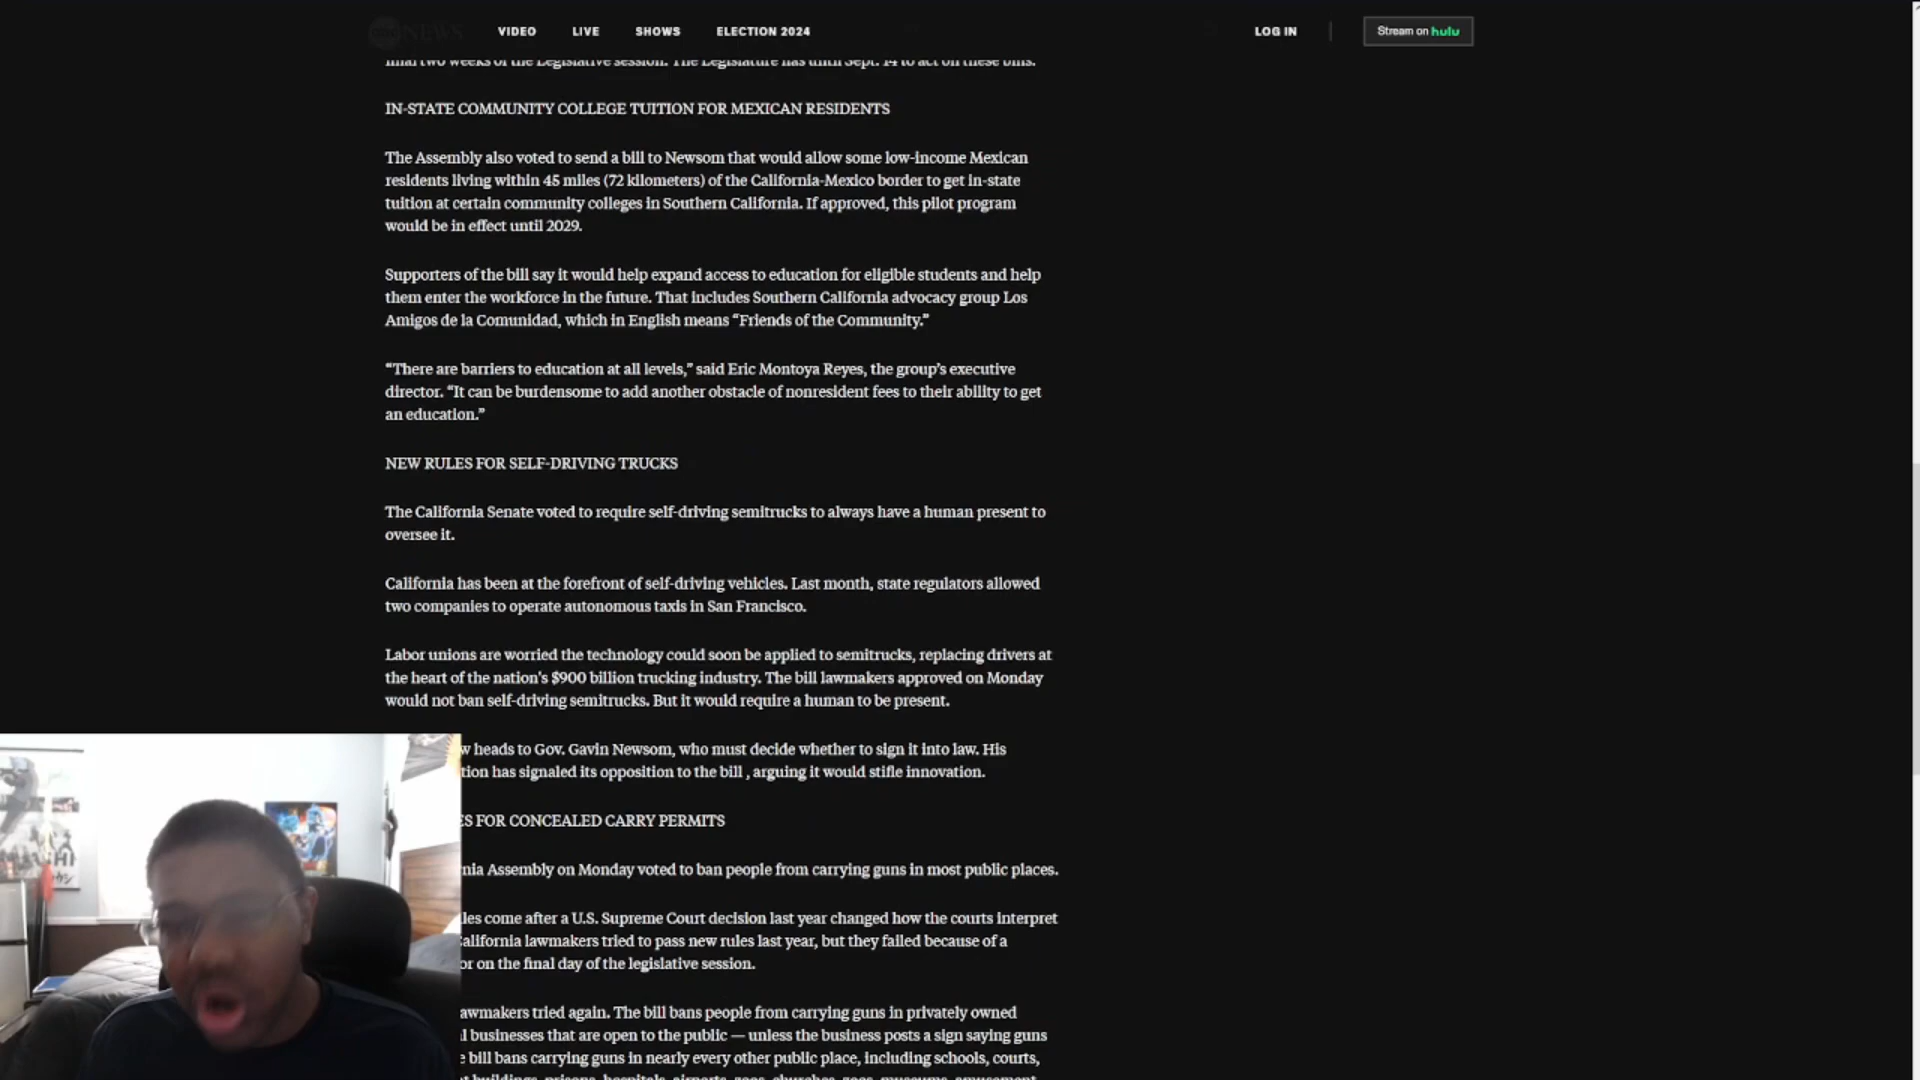 NEWS VIDEO LIVE SHOWS ELECTION 2024 LOG IN Stream on hulu
final two weeks of the Legislative session. The Legislature has until Sept. 14 to act on these bills.
IN-STATE COMMUNITY COLLEGE TUITION FOR MEXICAN RESIDENTS
The Assembly also voted to send a bill to Newsom that would allow some low-income Mexican
residents living within 45 miles (72 kilometers) of the California-Mexico border to get in-state
tuition at certain community colleges in Southern California. If approved, this pilot program
would be in effect until 2029.
Supporters of the bill say it would help expand access to education for eligible students and help
them enter the workforce in the future. That includes Southern California advocacy group Los
Amigos de la Comunidad, which in English means “Friends of the Community.”
“There are barriers to education at all levels,” said Eric Montoya Reyes, the group’s executive
director. “It can be burdensome to add another obstacle of nonresident fees to their ability to get
an education.”
NEW RULES FOR SELF-DRIVING TRUCKS
The California Senate voted to require self-driving semitrucks to always have a human present to
oversee it.
California has been at the forefront of self-driving vehicles. Last month, state regulators allowed
two companies to operate autonomous taxis in San Francisco.
Labor unions are worried the technology could soon be applied to semitrucks, replacing drivers at
the heart of the nation's $900 billion trucking industry. The bill lawmakers approved on Monday
would not ban self-driving semitrucks. But it would require a human to be present.
w heads to Gov. Gavin Newsom, who must decide whether to sign it into law. His
tion has signaled its opposition to the bill , arguing it would stifle innovation.
ES FOR CONCEALED CARRY PERMITS
nia Assembly on Monday voted to ban people from carrying guns in most public places.
les come after a U.S. Supreme Court decision last year changed how the courts interpret
California lawmakers tried to pass new rules last year, but they failed because of a
or on the final day of the legislative session.
awmakers tried again. The bill bans people from carrying guns in privately owned
l businesses that are open to the public — unless the business posts a sign saying guns
e bill bans carrying guns in nearly every other public place, including schools, courts,
t buildings, prisons, hospitals, airports, zoos, churches, zoos, museums, amusement